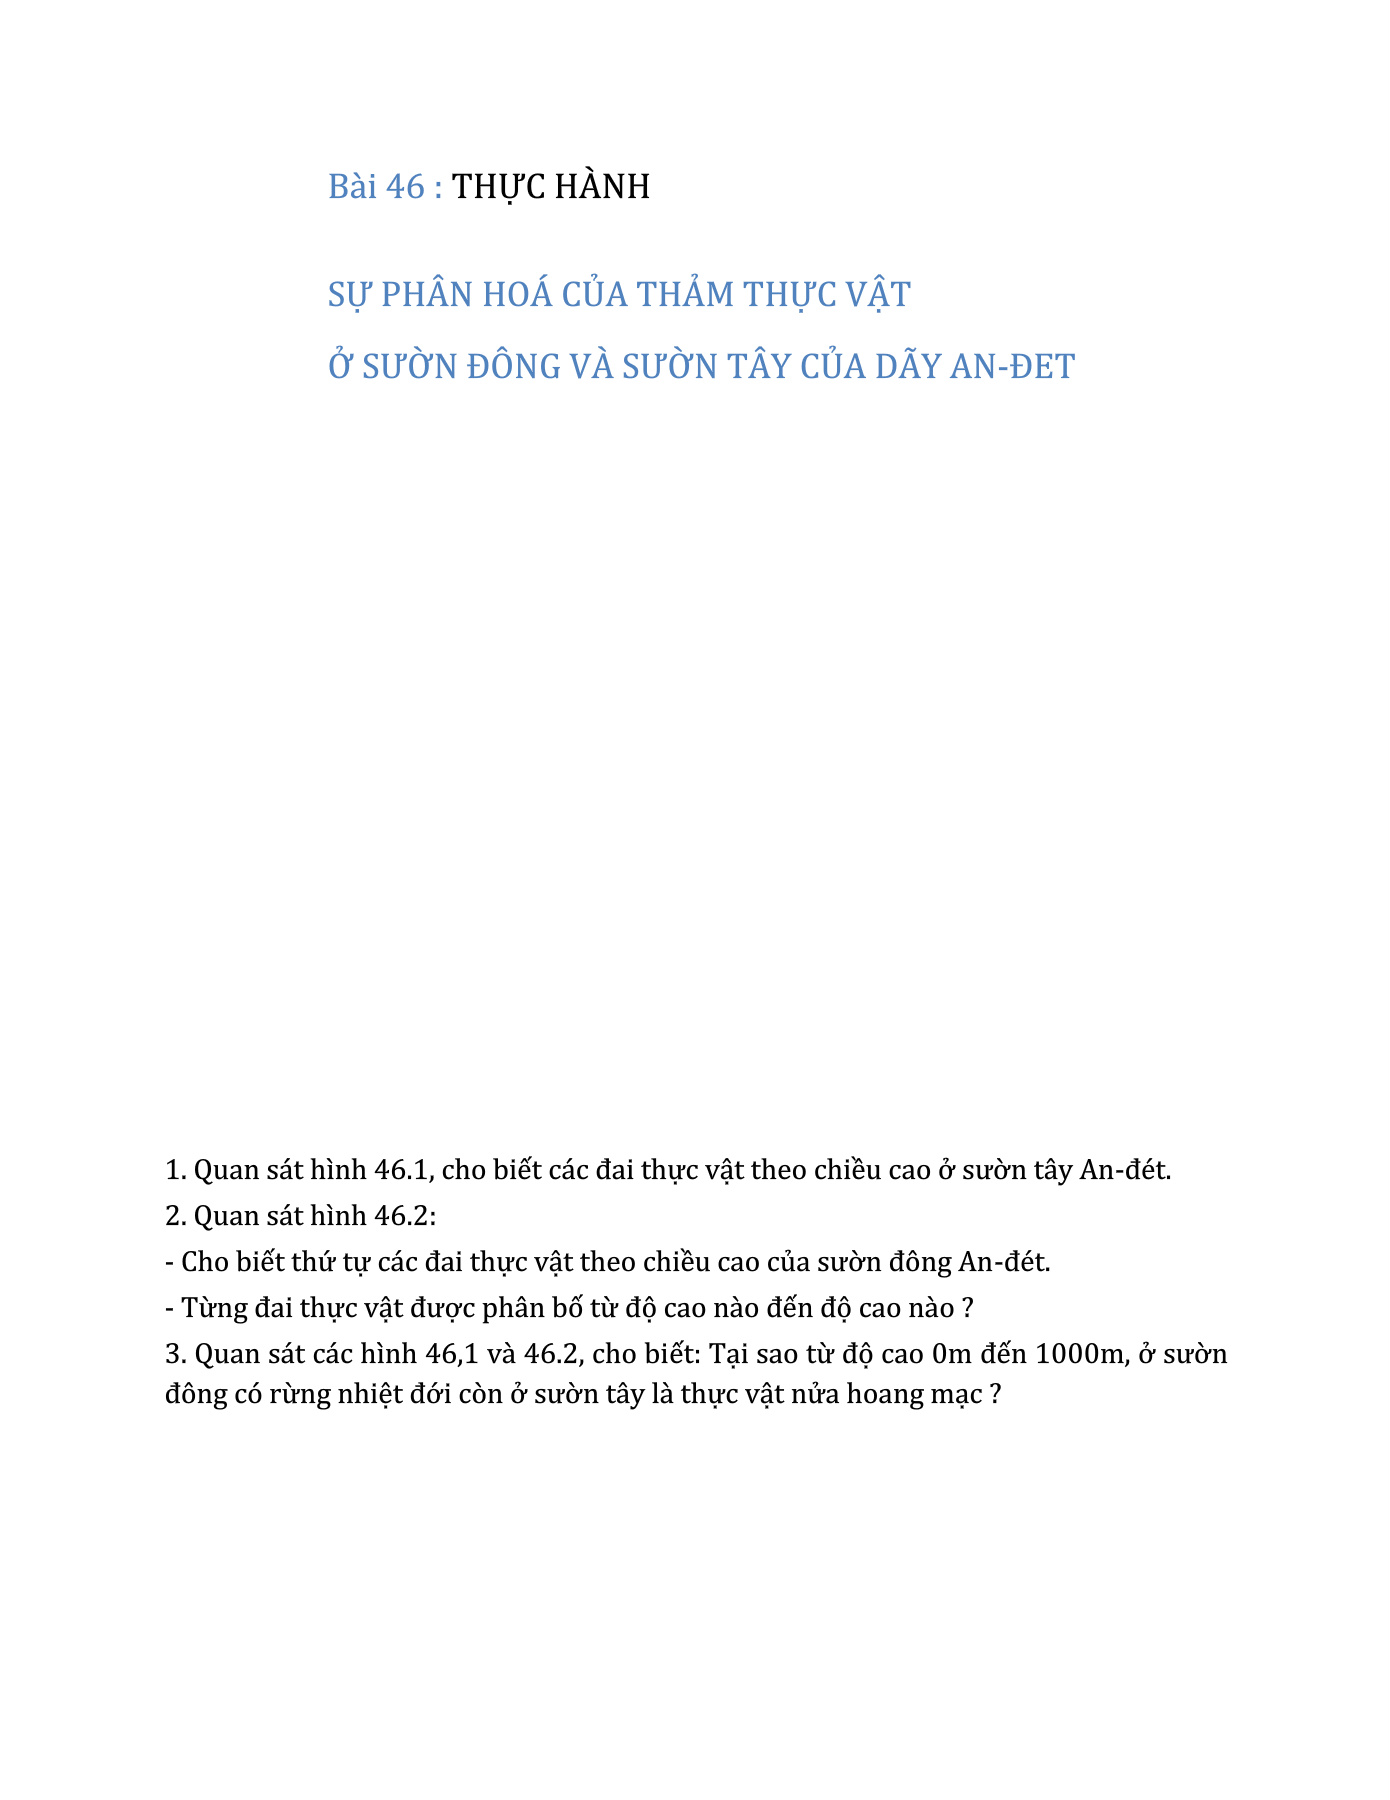 Bài 46 : THỰC HÀNH
SỰ PHÂN HOÁ CỦA THẢM THỰC VẬT
Ở SƯỜN ĐÔNG VÀ SƯỜN TÂY CỦA DÃY AN-ĐET
1. Quan sát hình 46.1, cho biết các đai thực vật theo chiều cao ở sườn tây An-đét.
2. Quan sát hình 46.2:
- Cho biết thứ tự các đai thực vật theo chiều cao của sườn đông An-đét.
- Từng đai thực vật được phân bố từ độ cao nào đến độ cao nào ?
3. Quan sát các hình 46,1 và 46.2, cho biết: Tại sao từ độ cao 0m đến 1000m, ở sườn
đông có rừng nhiệt đới còn ở sườn tây là thực vật nửa hoang mạc ?